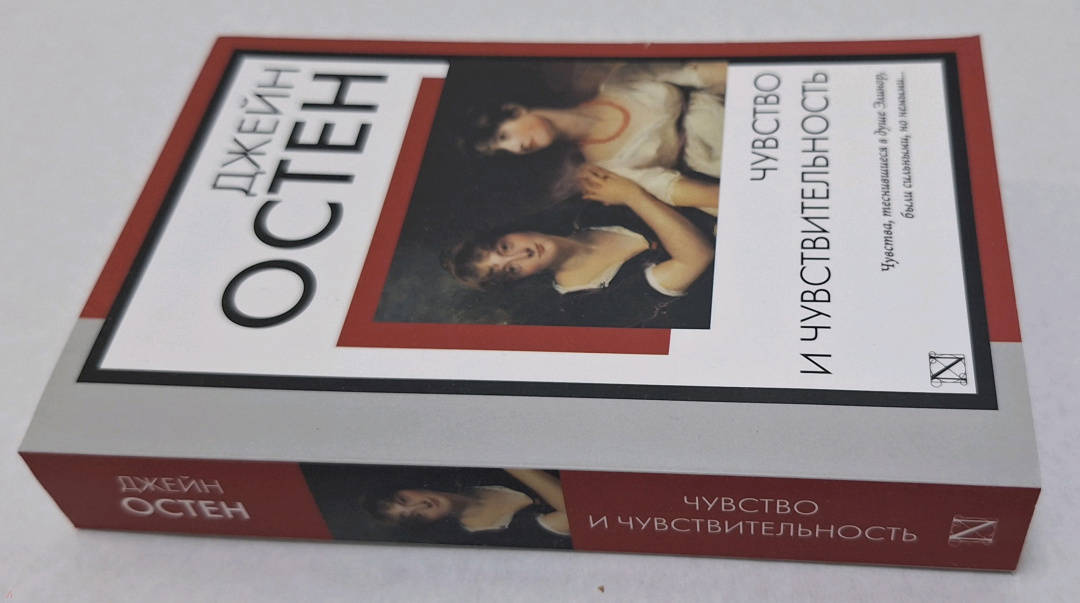 ДЖЕЙН
ОСТЕН
ЧУВСТВО
И ЧУВСТВИТЕЛЬНОСТЬ
Чувства, теснившиеся в душе Элинор,
были сильными, но немыми...
N
ДЖЕЙН
ОСТЕН
ЧУВСТВО
И ЧУВСТВИТЕЛЬНОСТЬ
N